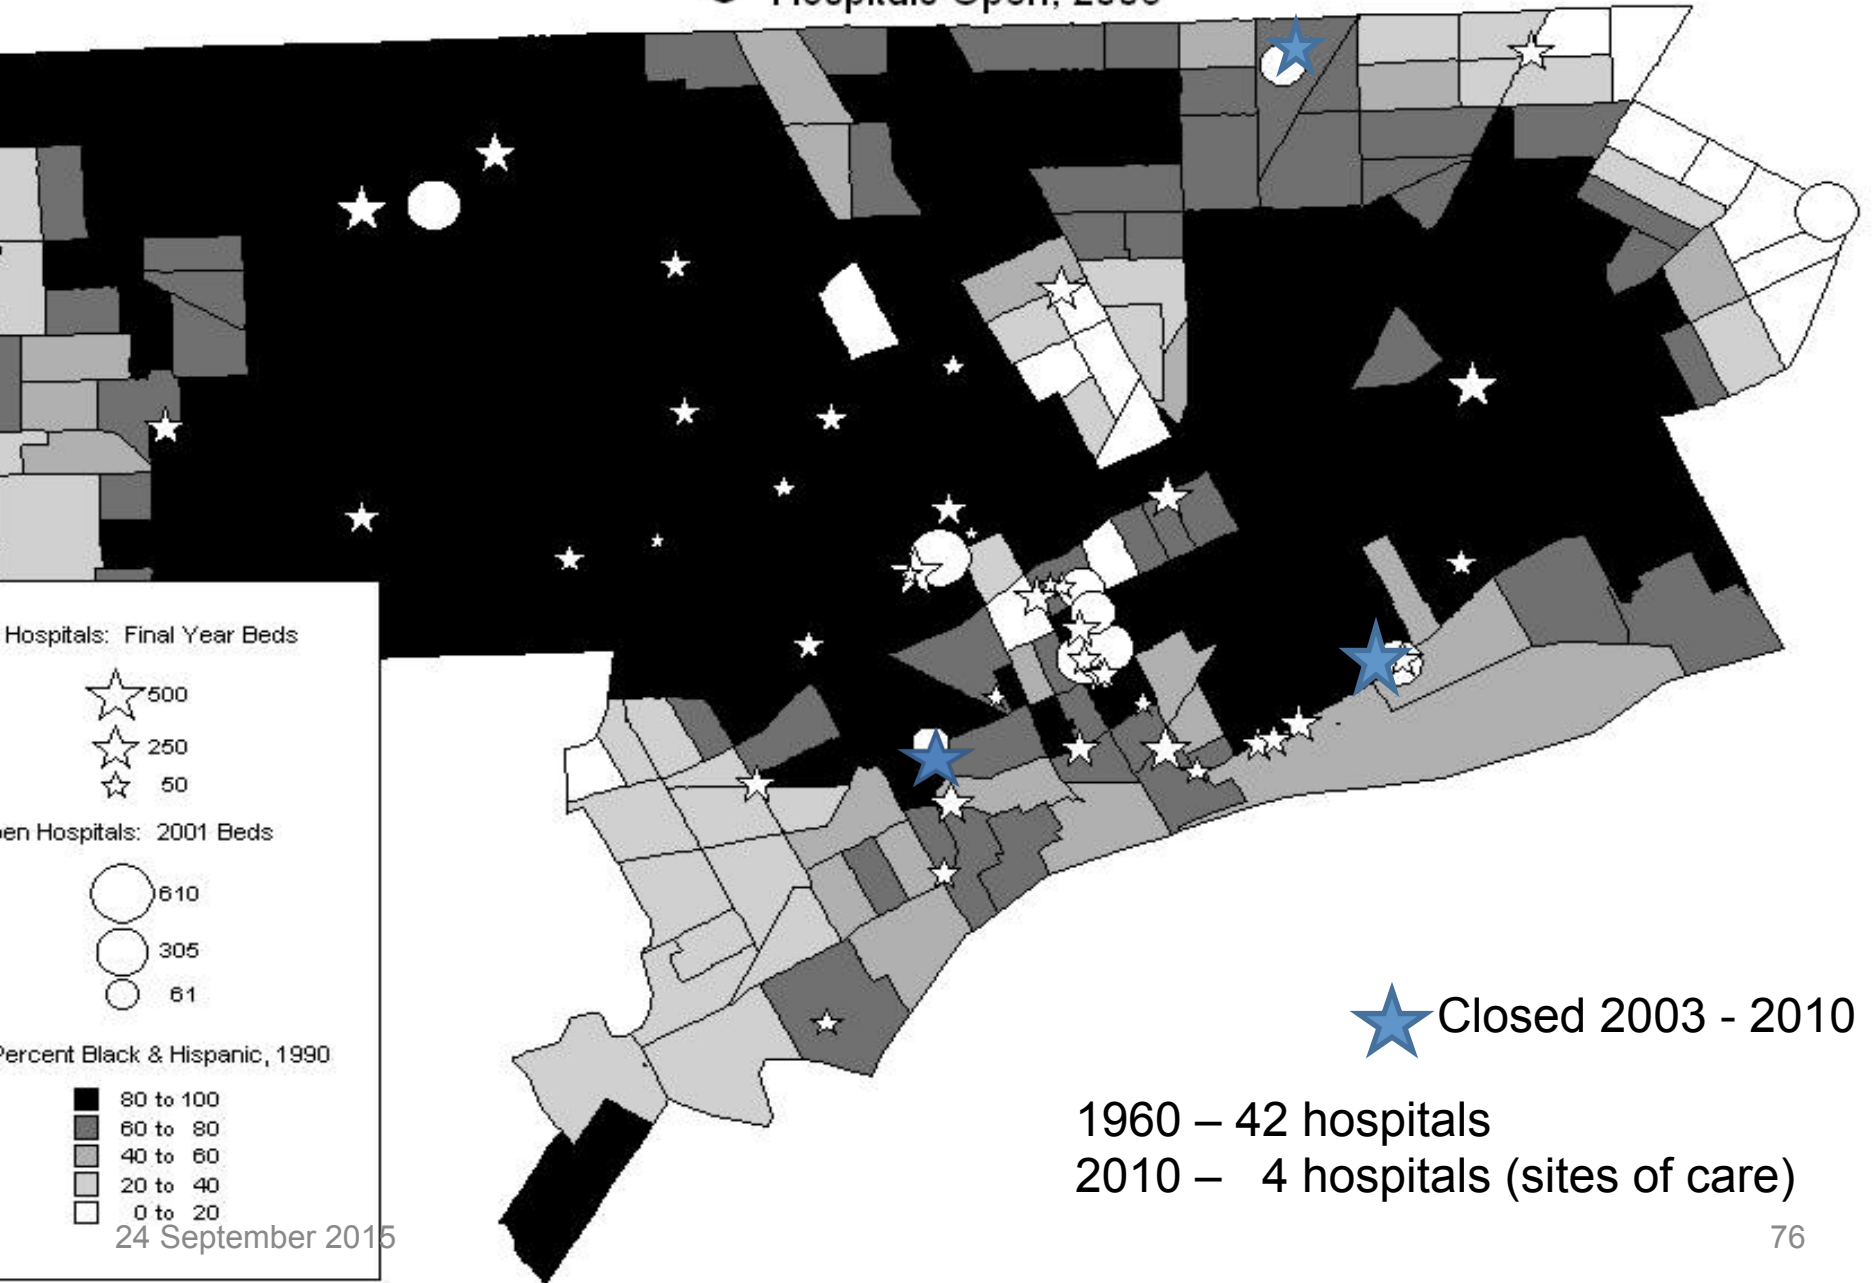 Hospitals Open,
Hospitals: Final Year Beds
500
250
50
Hospitals: 2001 Beds
610
305
61
Percent Black & Hispanic, 1990
80 to 100
60 to 80
40 to 60
20 to 40
0 to 20
Closed 2003 - 2010
1960 – 42 hospitals
2010 – 4 hospitals (sites of care)
24 September 2015
76